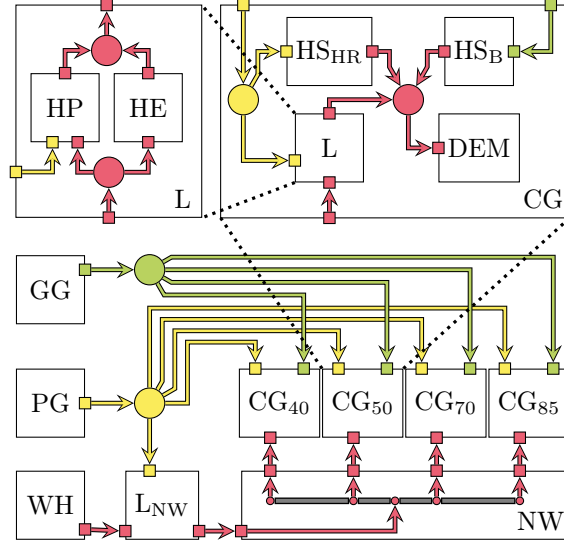 HS_HR HS_B
HP HE
L DEM
L CG
GG
PG CG_40 CG_50 CG_70 CG_85
WH L_NW NW